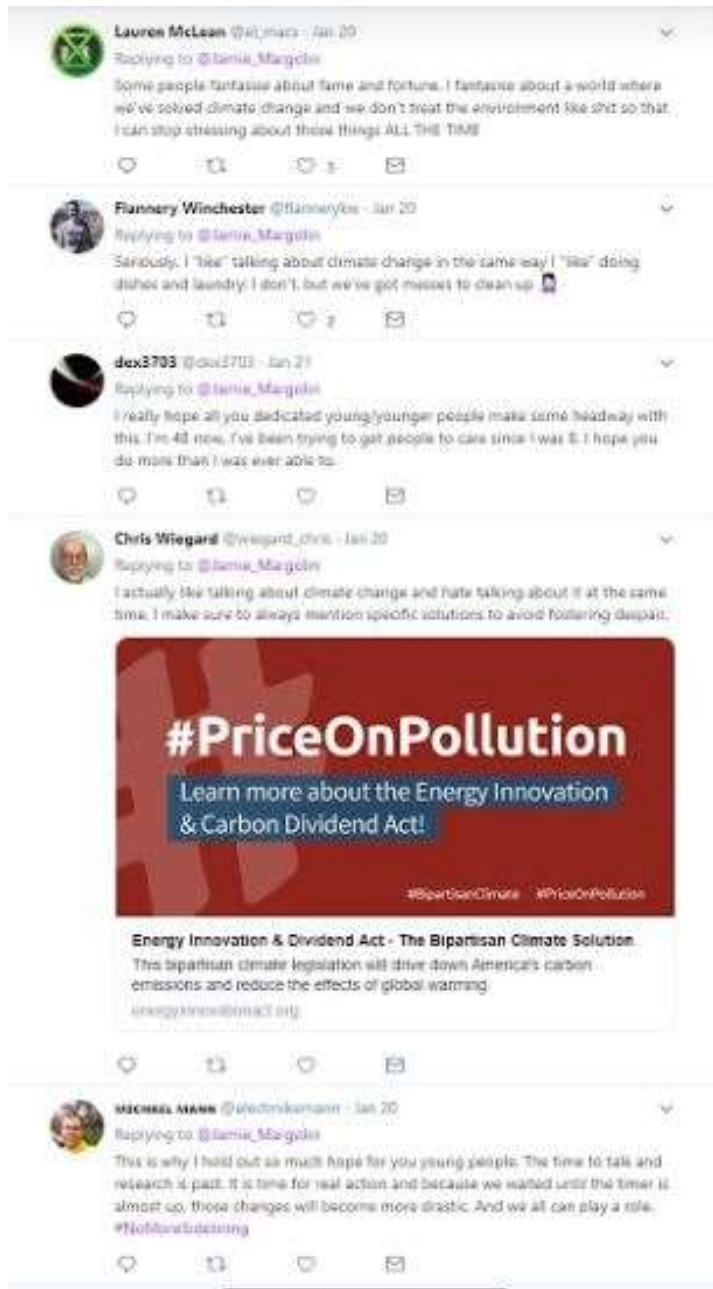 Lauren McLean @el_macs · Jan 20
Replying to @Jamie_Margolin
Some people fantasise about fame and fortune. I fantasise about a world where
we've solved climate change and we don't treat the environment like shit so that
I can stop stressing about those things ALL THE TIME
3
Flannery Winchester @flannerykw · Jan 20
Replying to @Jamie_Margolin
Seriously. I "like" talking about climate change in the same way I "like" doing
dishes and laundry: I don't, but we've got messes to clean up
2
dex3703 @dex3703 · Jan 21
Replying to @Jamie_Margolin
I really hope all you dedicated young/younger people make some headway with
this. I'm 48 now. I've been trying to get people to care since I was 8. I hope you
do more than I was ever able to.
Chris Wiegard @wiegard_chris · Jan 20
Replying to @Jamie_Margolin
I actually like talking about climate change and hate talking about it at the same
time. I make sure to always mention specific solutions to avoid fostering despair.
#PriceOnPollution
Learn more about the Energy Innovation
& Carbon Dividend Act!
#BipartisanClimate #PriceOnPollution
Energy Innovation & Dividend Act - The Bipartisan Climate Solution
This bipartisan climate legislation will drive down America's carbon
emissions and reduce the effects of global warming
energyinnovationact.org
MICHAEL MANN @electmikemann · Jan 20
Replying to @Jamie_Margolin
This is why I hold out so much hope for you young people. The time to talk and
research is past. It is time for real action and because we waited until the timer is
almost up, those changes will become more drastic. And we all can play a role.